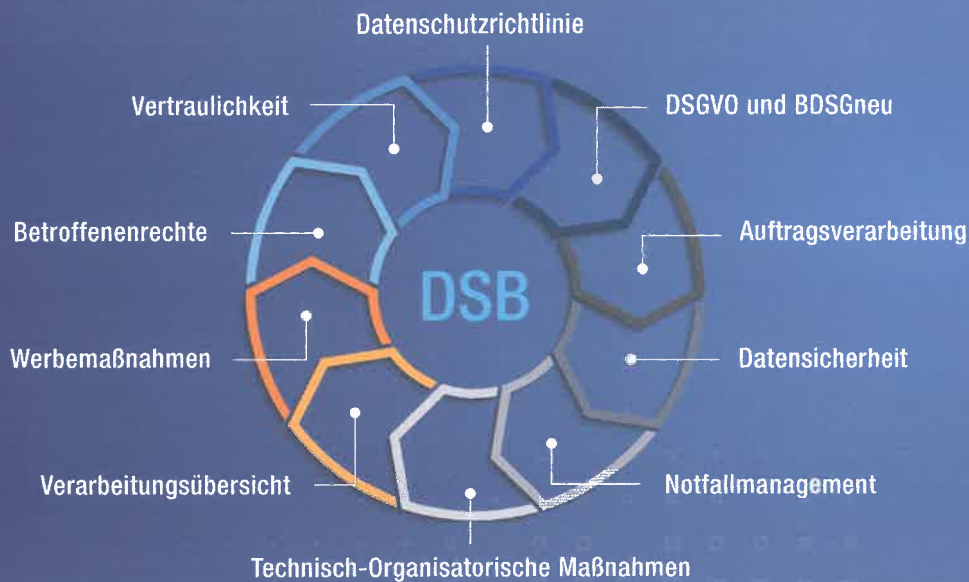 Datenschutzrichtlinie
Vertraulichkeit
DSGVO und BDSGneu
Betroffenenrechte
Auftragsverarbeitung
DSB
Werbemaßnahmen
Datensicherheit
Verarbeitungsübersicht
Notfallmanagement
Technisch-Organisatorische Maßnahmen